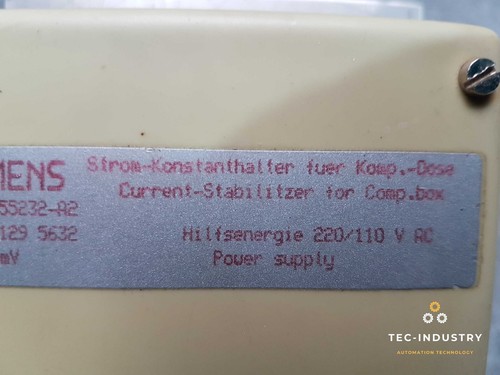 MENS Strom-Konstanthalter fuer Komp.-Dose
55232-A2 Current-Stabilitzer for Comp.box
129 5632 Hilfsenergie 220/110 V AC
mV Power supply
TEC-INDUSTRY
AUTOMATION TECHNOLOGY